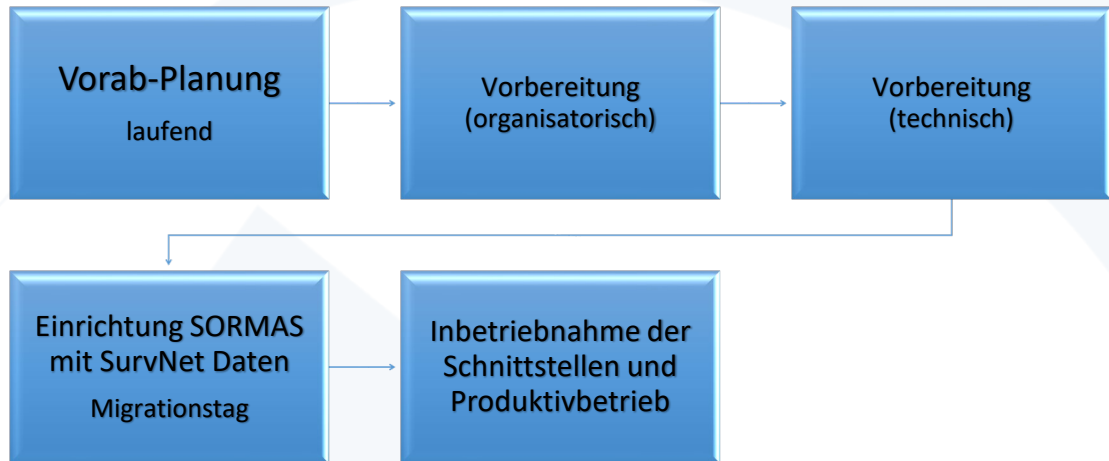 Vorab-Planung
laufend
Vorbereitung
(organisatorisch)
Vorbereitung
(technisch)
Einrichtung SORMAS
mit SurvNet Daten
Migrationstag
Inbetriebnahme der
Schnittstellen und
Produktivbetrieb